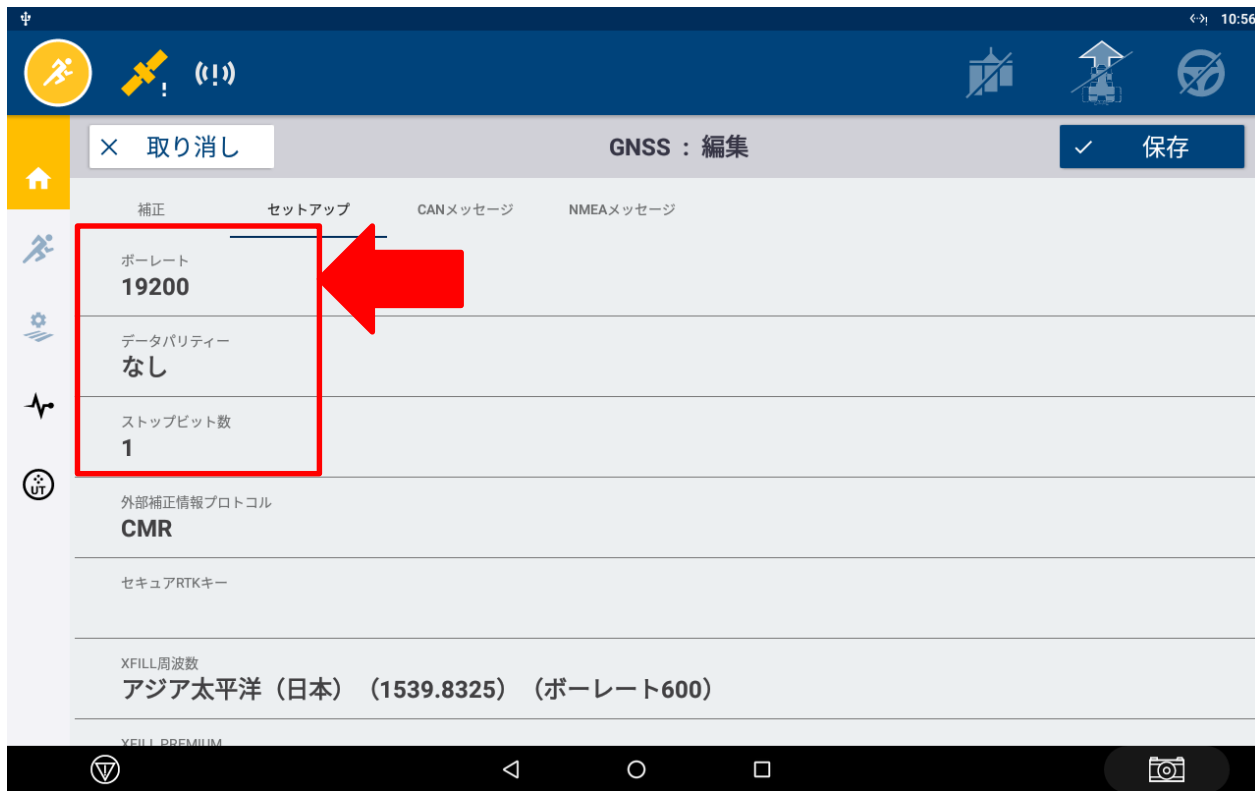 10:56
取り消し
GNSS : 編集
保存
補正 セットアップ CANメッセージ NMEAメッセージ
ボーレート
19200
データパリティー
なし
ストップビット数
1
UT
外部補正情報プロトコル
CMR
セキュアRTKキー
XFILL周波数
アジア太平洋（日本）（1539.8325）（ボーレート600）
XFILL PREMIUM